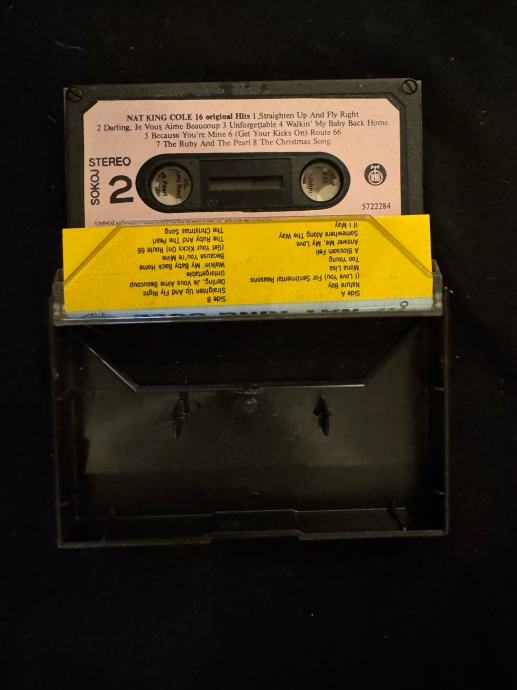 NAT KING COLE 16 original Hits 1 Straighten Up And Fly Right
2 Darling, Je Vous Aime Beaucoup 3 Unforgettable 4 Walkin' My Baby Back Home
5 Because You're Mine 6 (Get Your Kicks On) Route 66
7 The Ruby And The Pearl 8 The Christmas Song
STEREO
SOKOJ
2
5722284
Side A
Nature Boy
(I Love You) For Sentimental Reasons
Mona Lisa
Too Young
A Blossom Fell
Answer Me, My Love
Somewhere Along The Way
If I May
Side B
Straighten Up And Fly Right
Darling, Je Vous Aime Beaucoup
Unforgettable
Walkin' My Baby Back Home
Because You're Mine
(Get Your Kicks On) Route 66
The Ruby And The Pearl
The Christmas Song